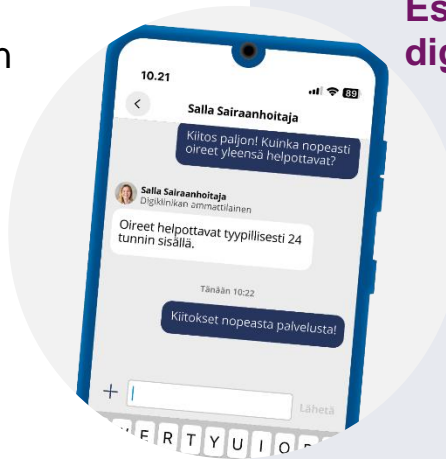 Es
dig
n
10.21
89
Salla Sairaanhoitaja
Kiitos paljon! Kuinka nopeasti
oireet yleensä helpottavat?
Salla Sairaanhoitaja
Digiklinikan ammattilainen
Oireet helpottavat tyypillisesti 24
tunnin sisällä.
Tänään 10:22
Kiitokset nopeasta palvelusta!
Lähetä
E R T Y U I O